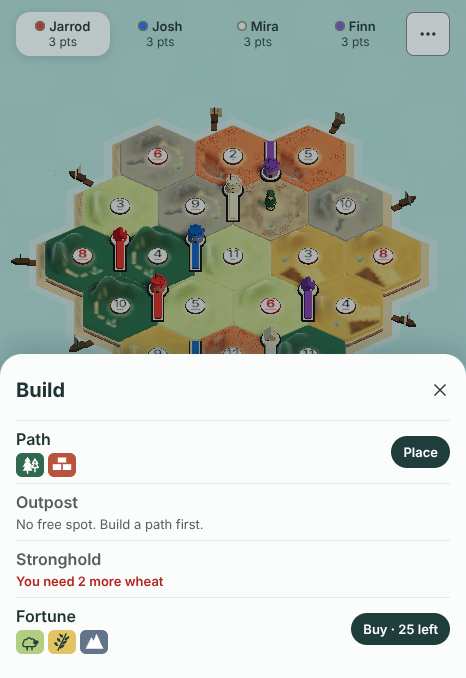 Jarrod
3 pts
Josh
3 pts
Mira
3 pts
Finn
3 pts
6
2
5
3
9
10
8
4
11
3
8
10
5
6
4
Build
Path
Place
Outpost
No free spot. Build a path first.
Stronghold
You need 2 more wheat
Fortune
Buy · 25 left